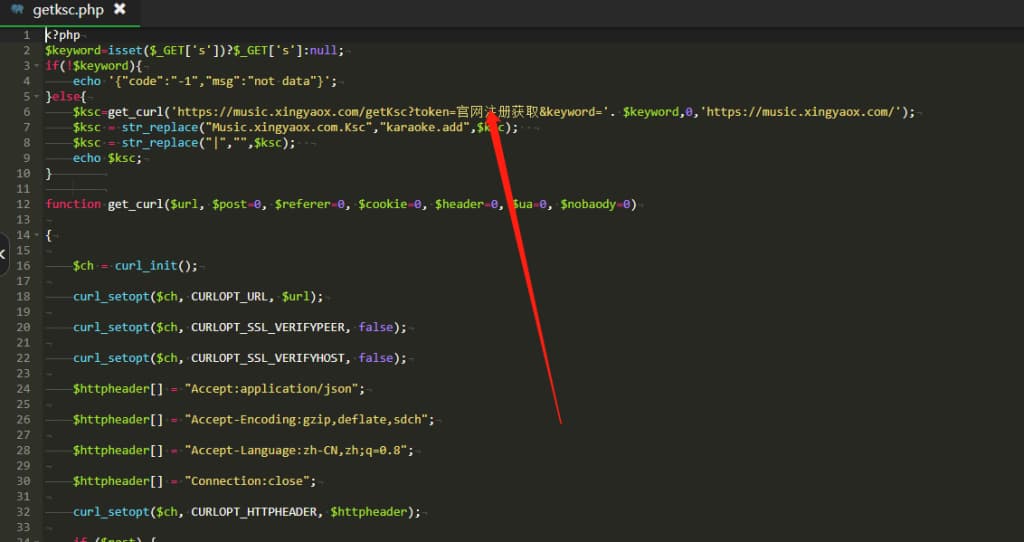 getksc.php
1 <?php
2 $keyword=isset($_GET['s'])?$_GET['s']:null;
3 if(!$keyword){
4 echo '{"code":"-1","msg":"not data"}';
5 }else{
6 $ksc=get_curl('https://music.xingyaox.com/getKsc?token=官网注册获取&keyword='. $keyword,0,'https://music.xingyaox.com/');
7 $ksc = str_replace("Music.xingyaox.com.Ksc","karaoke.add",$ksc);
8 $ksc = str_replace("|","",$ksc);
9 echo $ksc;
10 }
11
12 function get_curl($url, $post=0, $referer=0, $cookie=0, $header=0, $ua=0, $nobaody=0)
13
14 {
15
16 $ch = curl_init();
17
18 curl_setopt($ch, CURLOPT_URL, $url);
19
20 curl_setopt($ch, CURLOPT_SSL_VERIFYPEER, false);
21
22 curl_setopt($ch, CURLOPT_SSL_VERIFYHOST, false);
23
24 $httpheader[] = "Accept:application/json";
25
26 $httpheader[] = "Accept-Encoding:gzip,deflate,sdch";
27
28 $httpheader[] = "Accept-Language:zh-CN,zh;q=0.8";
29
30 $httpheader[] = "Connection:close";
31
32 curl_setopt($ch, CURLOPT_HTTPHEADER, $httpheader);
33
34 if ($post) {